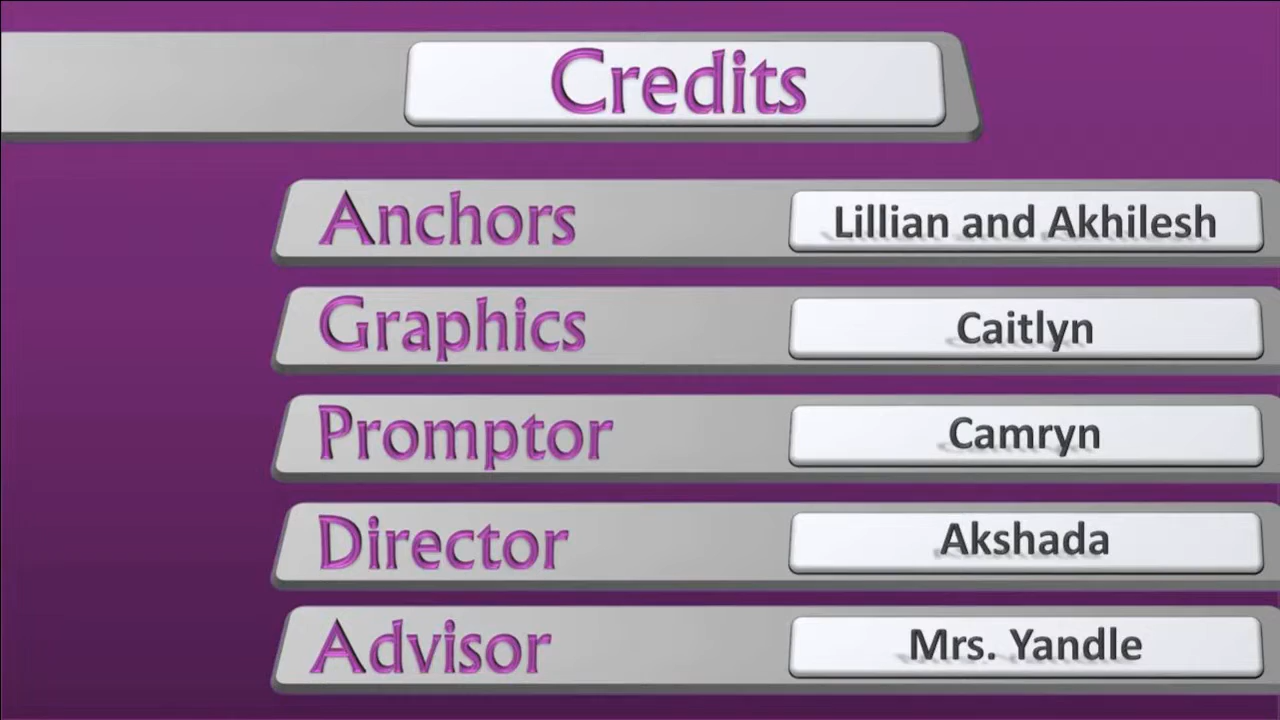 Credits
Anchors Lillian and Akhilesh
Graphics Caitlyn
Promptor Camryn
Director Akshada
Advisor Mrs. Yandle